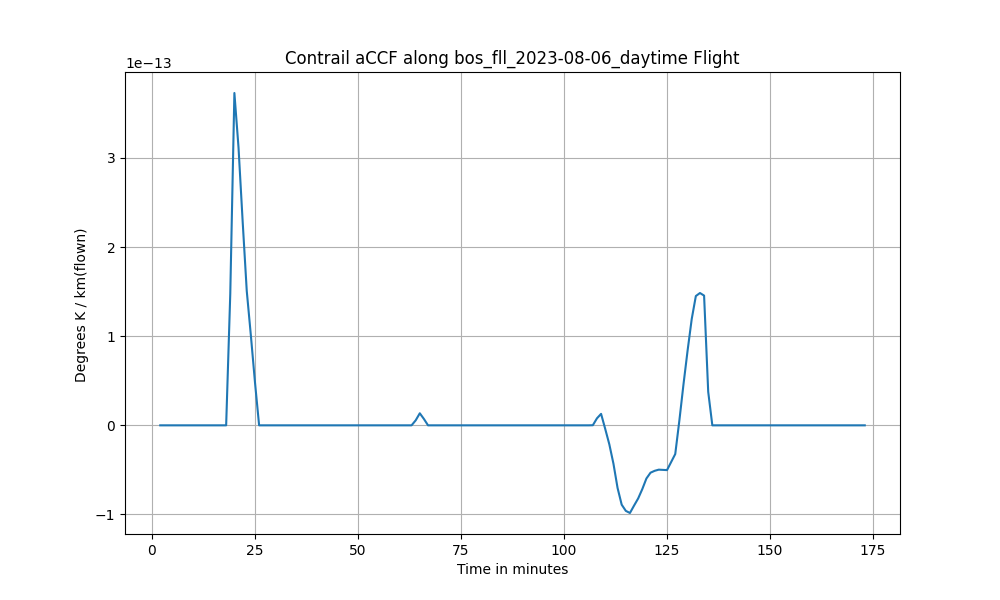 Contrail aCCF along bos_fll_2023-08-06_daytime Flight
1e−13
3
2
1
0
−1
Degrees K / km(flown)
0 25 50 75 100 125 150 175
Time in minutes